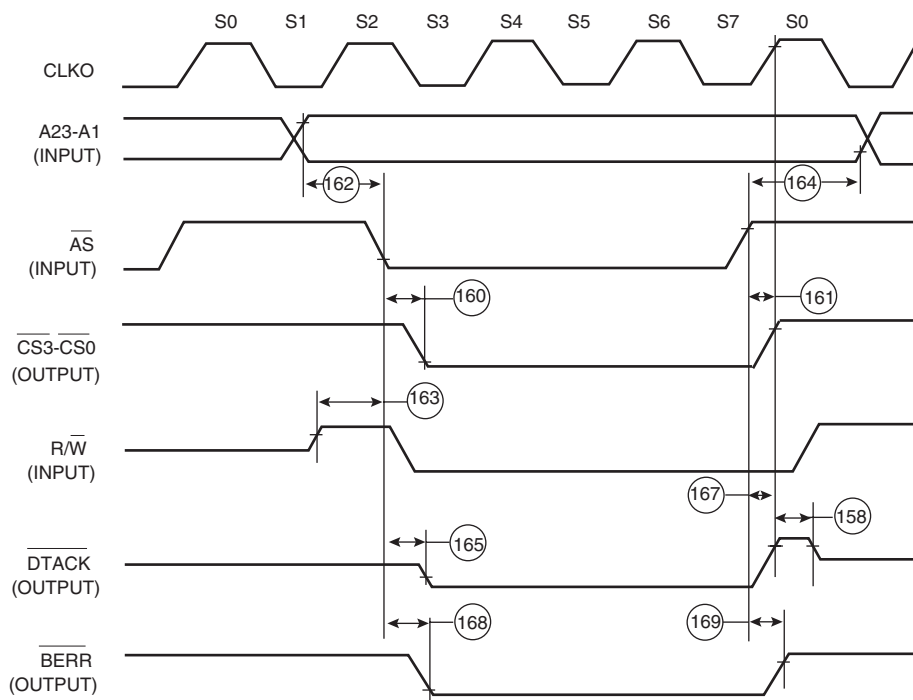 S0 S1 S2 S3 S4 S5 S6 S7 S0
CLKO
A23-A1
(INPUT)
162
164
AS
(INPUT)
160
161
CS3-CS0
(OUTPUT)
163
R/W
(INPUT)
167
158
165
DTACK
(OUTPUT)
168
169
BERR
(OUTPUT)